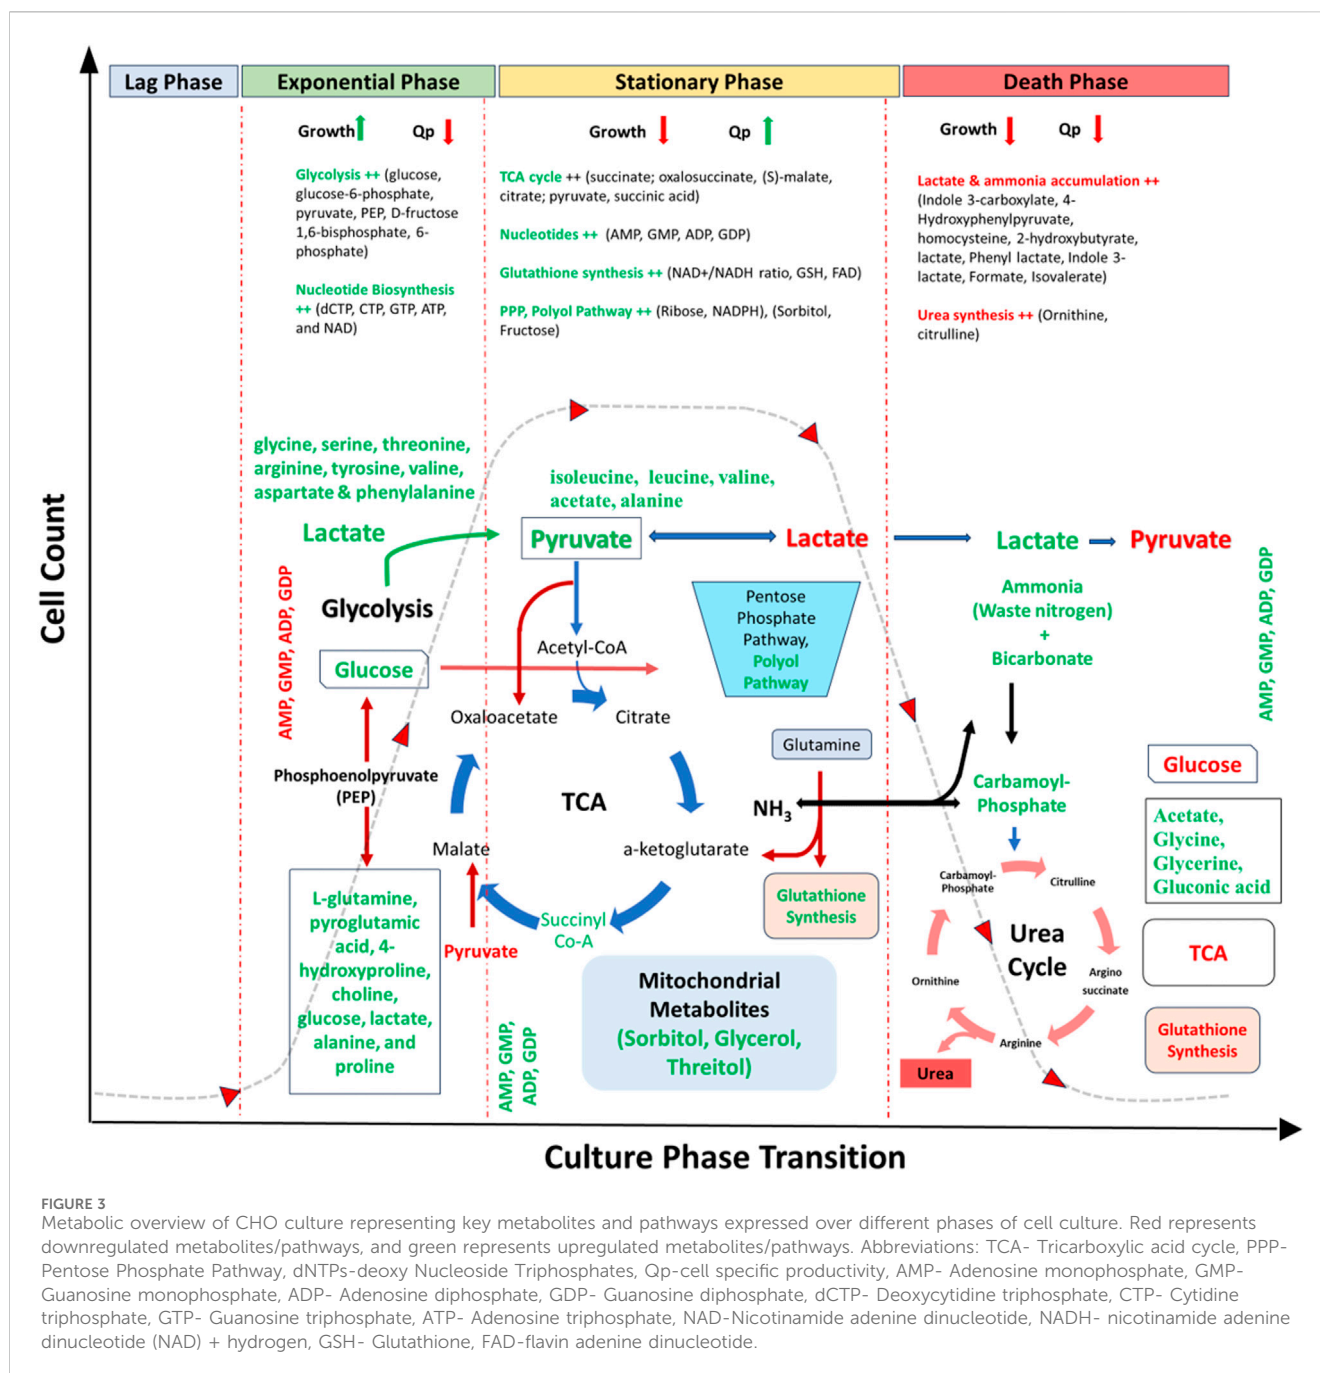 Lag Phase
Exponential Phase
Stationary Phase
Death Phase
Growth
Qp
Glycolysis ++ (glucose,
glucose-6-phosphate,
pyruvate, PEP, D-fructose
1,6-bisphosphate, 6-
phosphate)
Nucleotide Biosynthesis
++ (dCTP, CTP, GTP, ATP,
and NAD)
Growth
Qp
TCA cycle ++ (succinate; oxalosuccinate, (S)-malate,
citrate; pyruvate, succinic acid)
Nucleotides ++ (AMP, GMP, ADP, GDP)
Glutathione synthesis ++ (NAD+/NADH ratio, GSH, FAD)
PPP, Polyol Pathway ++ (Ribose, NADPH), (Sorbitol,
Fructose)
Growth
Qp
Lactate & ammonia accumulation ++
(Indole 3-carboxylate, 4-
Hydroxyphenylpyruvate,
homocysteine, 2-hydroxybutyrate,
lactate, Phenyl lactate, Indole 3-
lactate, Formate, Isovalerate)
Urea synthesis ++ (Ornithine,
citrulline)
Cell Count
glycine, serine, threonine,
arginine, tyrosine, valine,
aspartate & phenylalanine
Lactate
AMP, GMP, ADP, GDP
Glycolysis
Glucose
Phosphoenolpyruvate
(PEP)
L-glutamine,
pyroglutamic
acid, 4-
hydroxyproline,
choline,
glucose, lactate,
alanine, and
proline
isoleucine, leucine, valine,
acetate, alanine
Pyruvate
Lactate
Acetyl-CoA
Oxaloacetate
Citrate
TCA
Malate
a-ketoglutarate
Succinyl
Co-A
Pyruvate
Pentose
Phosphate
Pathway,
Polyol
Pathway
Glutamine
NH3
Glutathione
Synthesis
Mitochondrial
Metabolites
(Sorbitol, Glycerol,
Threitol)
AMP, GMP,
ADP, GDP
Lactate
Pyruvate
Ammonia
(Waste nitrogen)
+
Bicarbonate
AMP, GMP, ADP, GDP
Carbamoyl-
Phosphate
Carbamoyl-
Phosphate
Citrulline
Urea
Cycle
Ornithine
Argino
succinate
Arginine
Urea
Glucose
Acetate,
Glycine,
Glycerine,
Gluconic acid
TCA
Glutathione
Synthesis
Culture Phase Transition
FIGURE 3
Metabolic overview of CHO culture representing key metabolites and pathways expressed over different phases of cell culture. Red represents
downregulated metabolites/pathways, and green represents upregulated metabolites/pathways. Abbreviations: TCA- Tricarboxylic acid cycle, PPP-
Pentose Phosphate Pathway, dNTPs-deoxy Nucleoside Triphosphates, Qp-cell specific productivity, AMP- Adenosine monophosphate, GMP-
Guanosine monophosphate, ADP- Adenosine diphosphate, GDP- Guanosine diphosphate, dCTP- Deoxycytidine triphosphate, CTP- Cytidine
triphosphate, GTP- Guanosine triphosphate, ATP- Adenosine triphosphate, NAD-Nicotinamide adenine dinucleotide, NADH- nicotinamide adenine
dinucleotide (NAD) + hydrogen, GSH- Glutathione, FAD-flavin adenine dinucleotide.